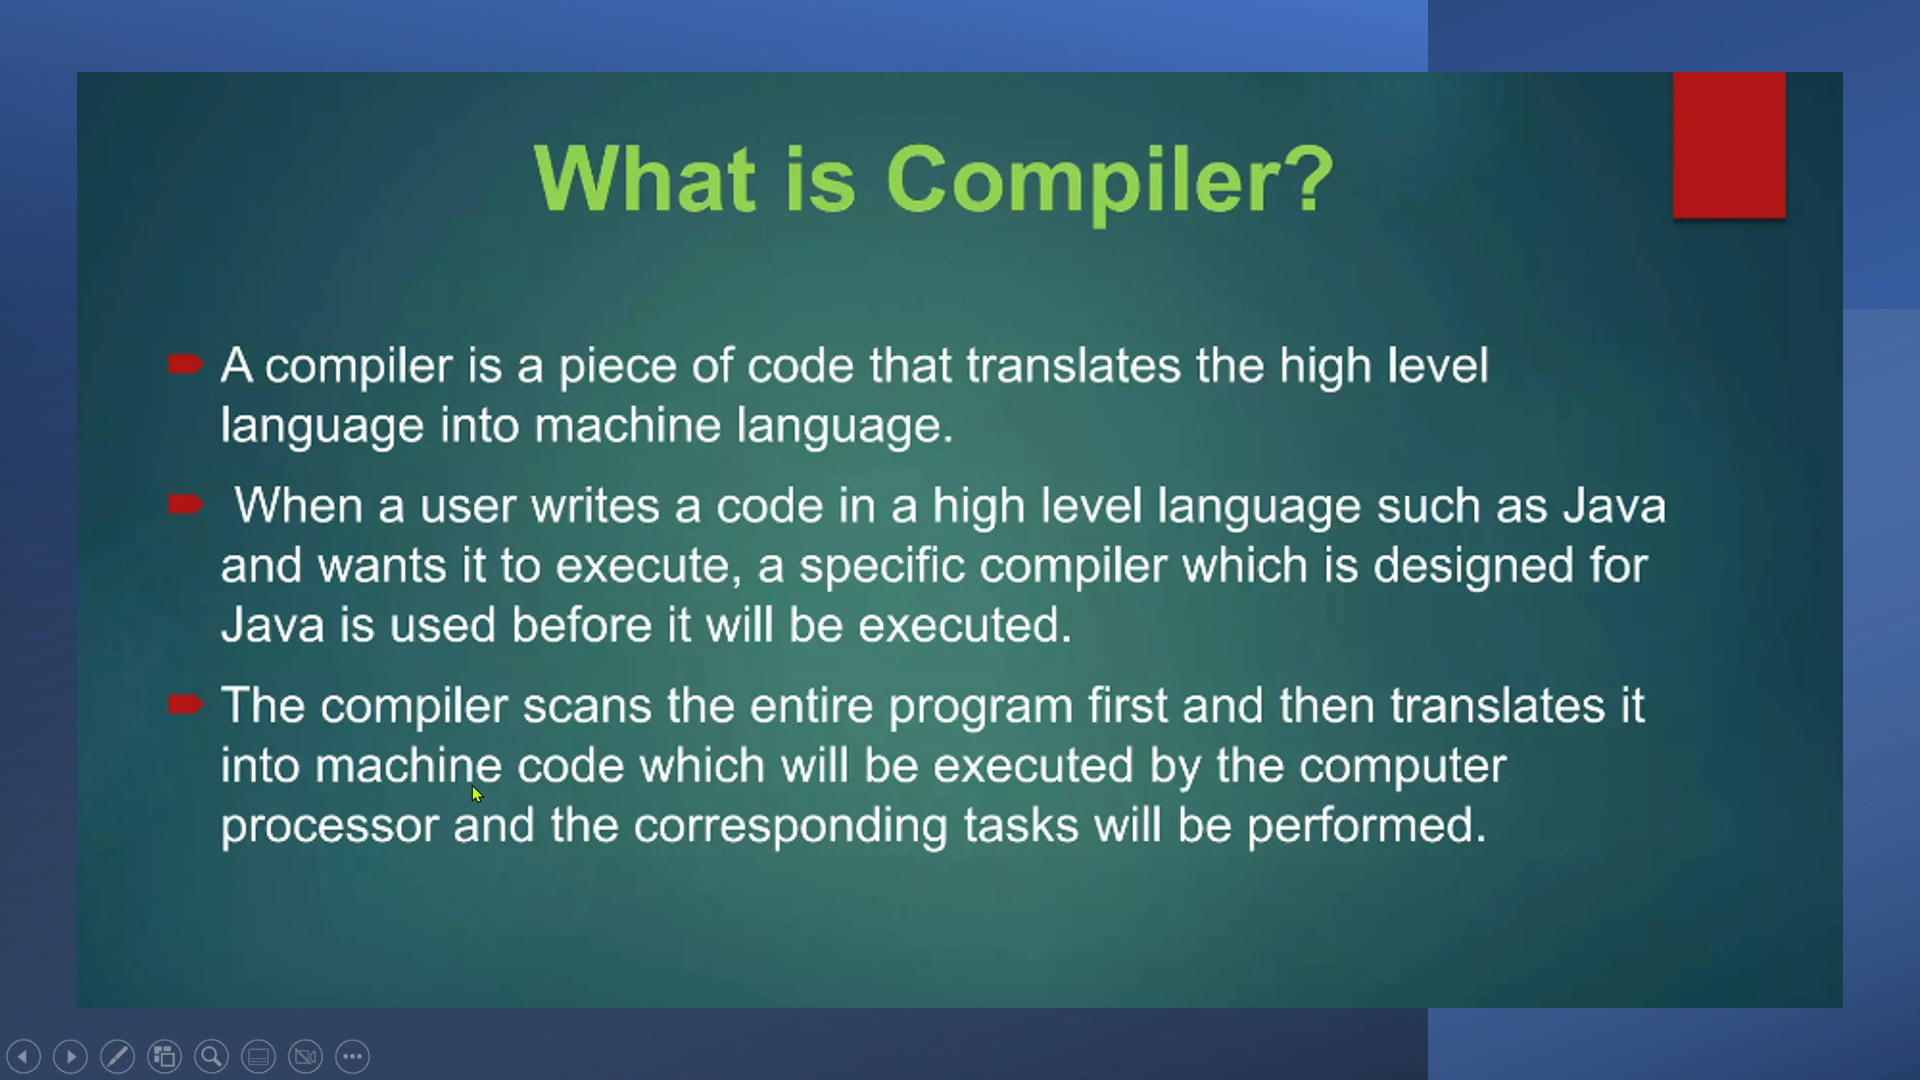 What is Compiler?
A compiler is a piece of code that translates the high level
language into machine language.
When a user writes a code in a high level language such as Java
and wants it to execute, a specific compiler which is designed for
Java is used before it will be executed.
The compiler scans the entire program first and then translates it
into machine code which will be executed by the computer
processor and the corresponding tasks will be performed.